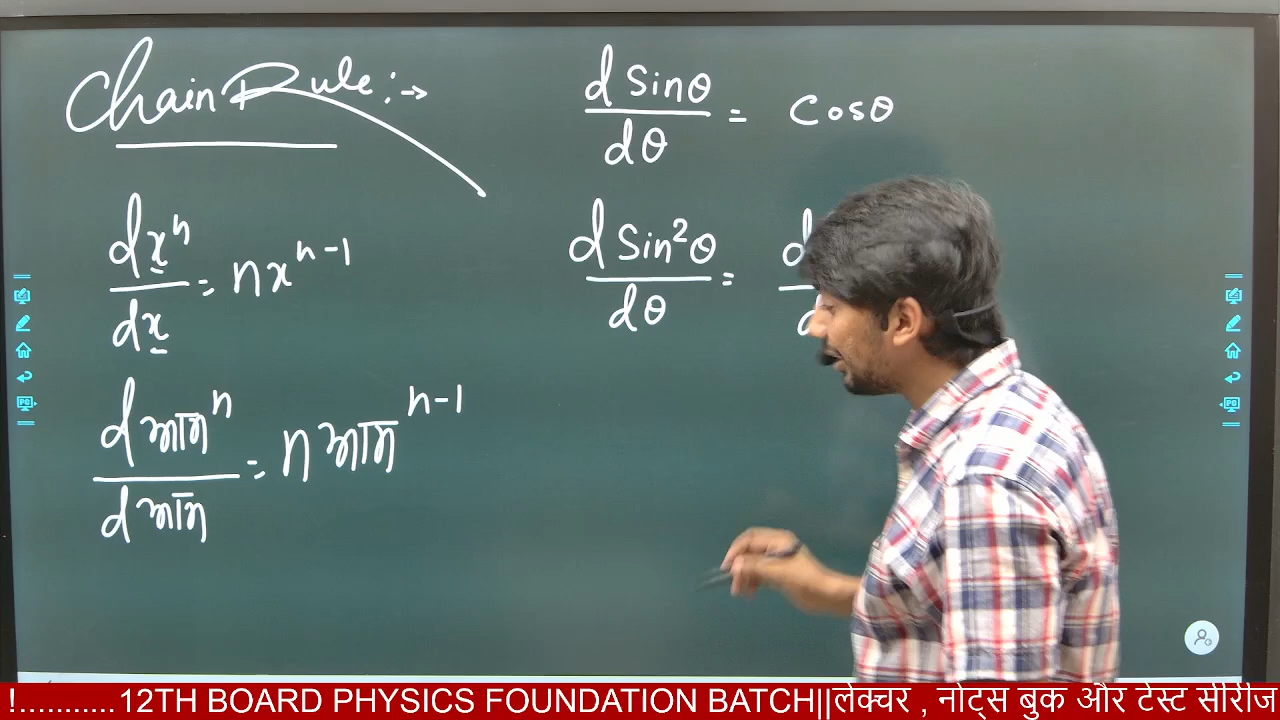 Chain Rule :→
dxⁿ/dx = nxⁿ⁻¹
d आमⁿ/d आम = n आमⁿ⁻¹
d Sinθ/dθ = Cosθ
d Sin²θ/dθ = d
!...........12TH BOARD PHYSICS FOUNDATION BATCH||लेक्चर , नोट्स बुक और टेस्ट सीरीज